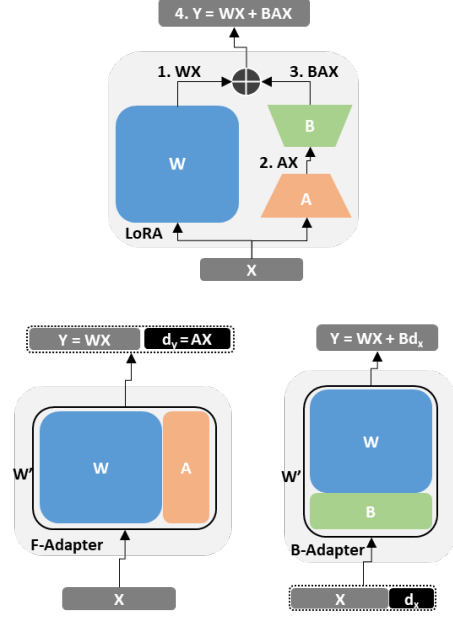 4. Y = WX + BAX
1. WX
3. BAX
B
W
2. AX
A
LoRA
X
Y = WX
dy = AX
W'
W
A
F-Adapter
X
Y = WX + Bdx
W
W'
B
B-Adapter
X
dx